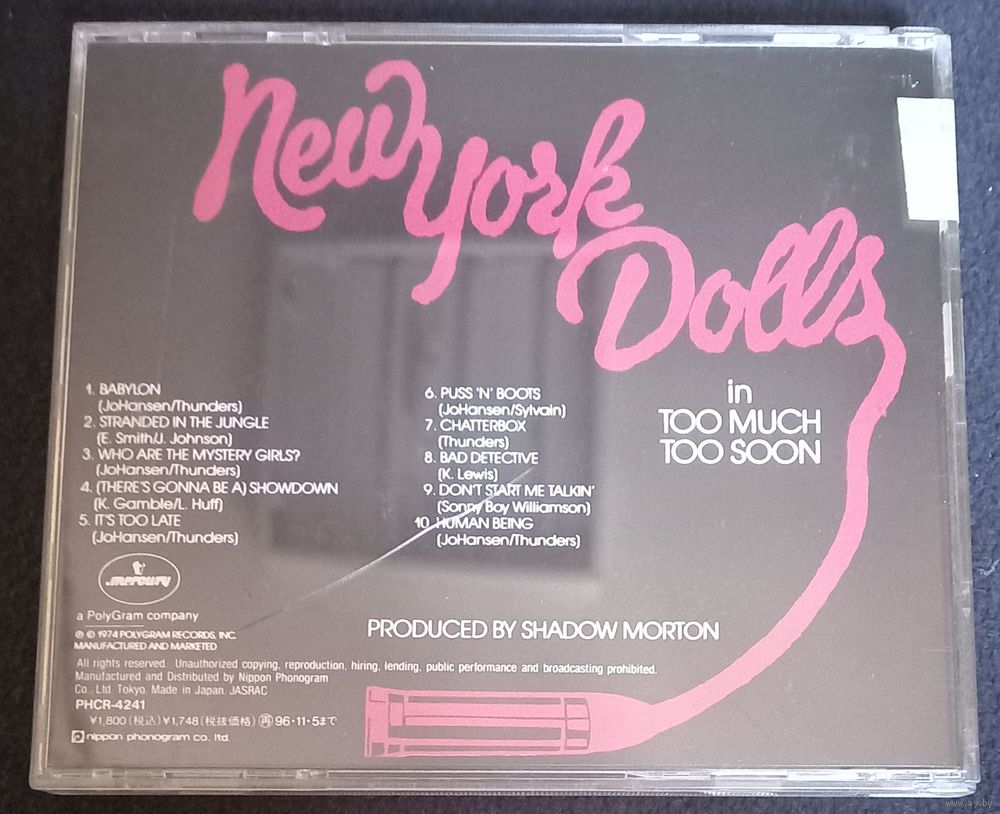 New York
Dolls
in
TOO MUCH
TOO SOON
1. BABYLON
(JoHansen/Thunders)
2. STRANDED IN THE JUNGLE
(E. Smith/J. Johnson)
3. WHO ARE THE MYSTERY GIRLS?
(JoHansen/Thunders)
4. (THERE'S GONNA BE A) SHOWDOWN
(K. Gamble/L. Huff)
5. IT'S TOO LATE
(JoHansen/Thunders)
6. PUSS 'N' BOOTS
(JoHansen/Sylvain)
7. CHATTERBOX
(Thunders)
8. BAD DETECTIVE
(K. Lewis)
9. DON'T START ME TALKIN'
(Sonny Boy Williamson)
10. HUMAN BEING
(JoHansen/Thunders)
mercury
a PolyGram company
℗ © 1974 POLYGRAM RECORDS, INC.
MANUFACTURED AND MARKETED
PRODUCED BY SHADOW MORTON
All rights reserved. Unauthorized copying, reproduction, hiring, lending, public performance and broadcasting prohibited.
Manufactured and Distributed by Nippon Phonogram
Co., Ltd. Tokyo. Made in Japan. JASRAC
PHCR-4241
¥1,800(税込)¥1,748(税抜価格)㊢96・11・5まで
nippon phonogram co. ltd.
www.ay.by